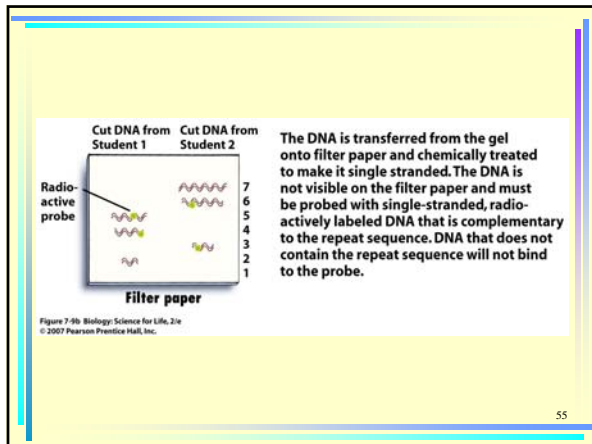 Cut DNA from
Student 1
Cut DNA from
Student 2
Radio-
active
probe
7
6
5
4
3
2
1
Filter paper
The DNA is transferred from the gel
onto filter paper and chemically treated
to make it single stranded. The DNA is
not visible on the filter paper and must
be probed with single-stranded, radio-
actively labeled DNA that is complementary
to the repeat sequence. DNA that does not
contain the repeat sequence will not bind
to the probe.
Figure 7-9b Biology: Science for Life, 2/e
© 2007 Pearson Prentice Hall, Inc.
55